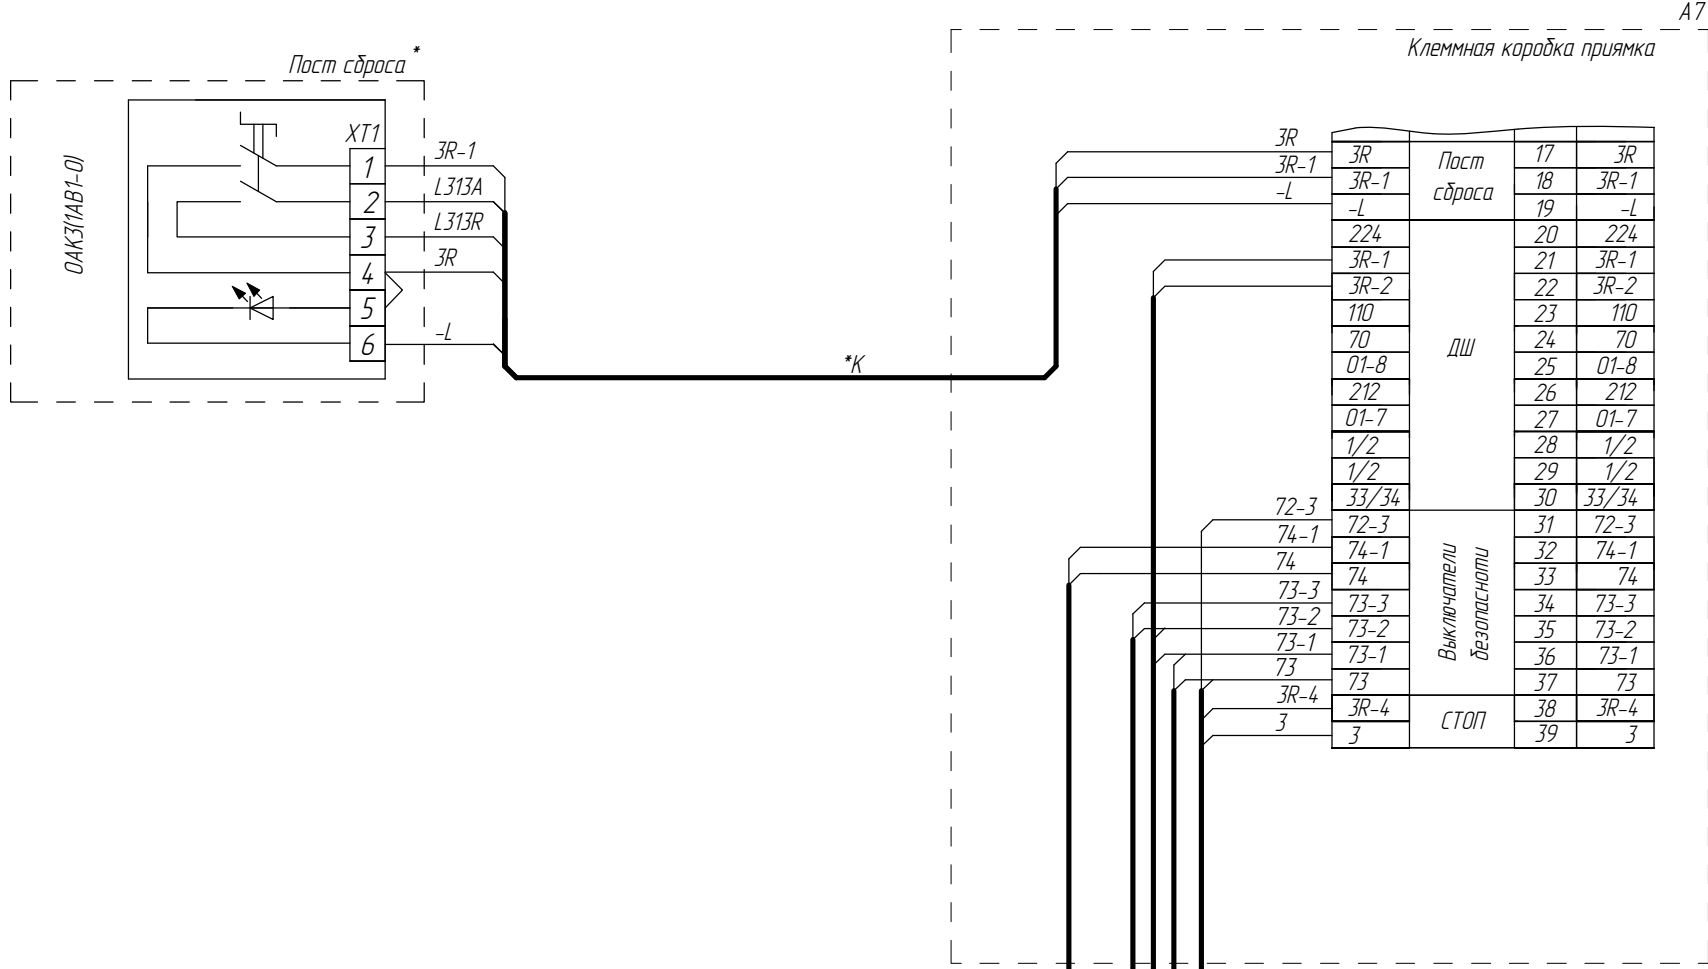 A7
Пост сброса *
Клеммная коробка приямка
ОАК3(1АВ1-0)
XT1
1
2
3
4
5
6
3R-1
L313A
L313R
3R
-L
*K
3R
3R-1
-L
72-3
74-1
74
73-3
73-2
73-1
73
3R-4
3
3R 17 3R
3R-1 18 3R-1
-L 19 -L
Пост
сброса
224 20 224
3R-1 21 3R-1
3R-2 22 3R-2
110 23 110
70 24 70
01-8 25 01-8
212 26 212
01-7 27 01-7
1/2 28 1/2
1/2 29 1/2
33/34 30 33/34
ДШ
72-3 31 72-3
74-1 32 74-1
74 33 74
73-3 34 73-3
73-2 35 73-2
73-1 36 73-1
73 37 73
Выключатели
безопасноти
3R-4 38 3R-4
3 39 3
СТОП